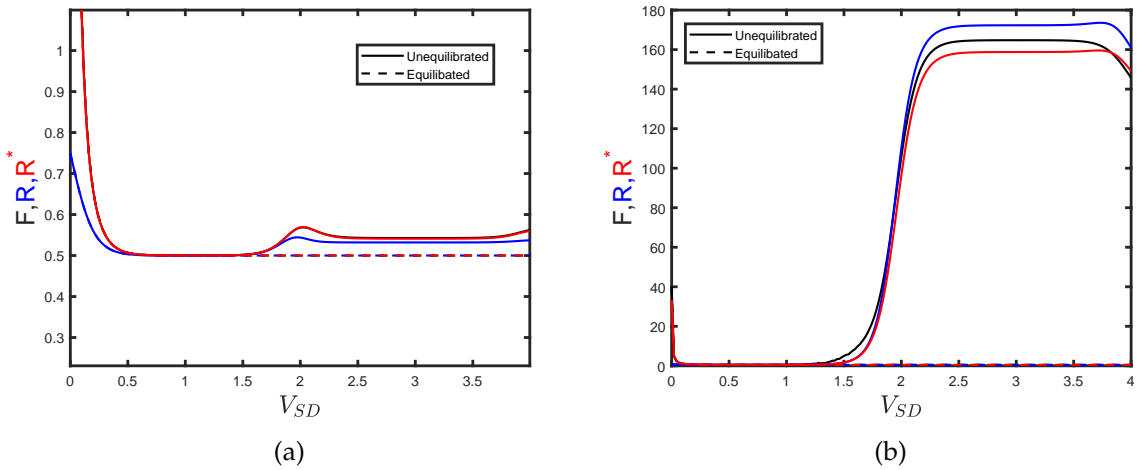 F,R,R*
1
0.9
0.8
0.7
0.6
0.5
0.4
0.3
0 0.5 1 1.5 2 2.5 3 3.5
V_SD
Unequilibrated
Equilibated
(a)
F,R,R*
180
160
140
120
100
80
60
40
20
0
0 0.5 1 1.5 2 2.5 3 3.5 4
V_SD
Unequilibrated
Equilibated
(b)